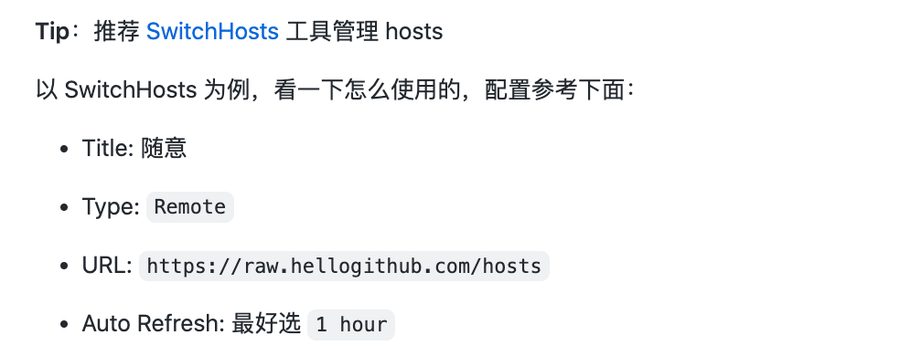 Tip：推荐 SwitchHosts 工具管理 hosts
以 SwitchHosts 为例，看一下怎么使用的，配置参考下面：
• Title: 随意
• Type: Remote
• URL: https://raw.hellogithub.com/hosts
• Auto Refresh: 最好选 1 hour